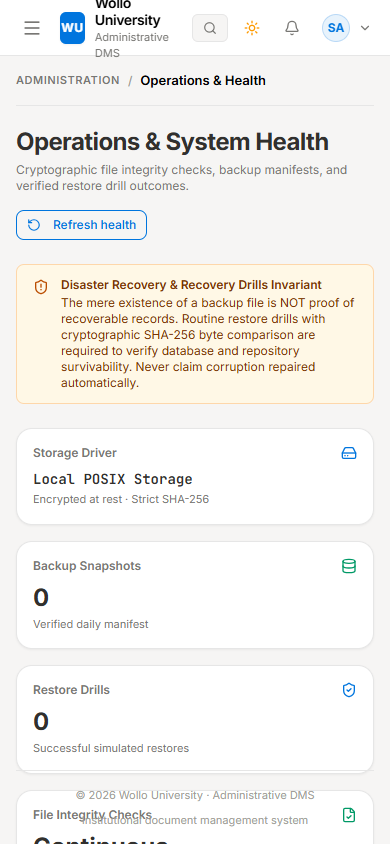 WU
Wollo
University
Administrative
DMS
SA
ADMINISTRATION / Operations & Health
Operations & System Health
Cryptographic file integrity checks, backup manifests, and
verified restore drill outcomes.
Refresh health
Disaster Recovery & Recovery Drills Invariant
The mere existence of a backup file is NOT proof of
recoverable records. Routine restore drills with
cryptographic SHA-256 byte comparison are
required to verify database and repository
survivability. Never claim corruption repaired
automatically.
Storage Driver
Local POSIX Storage
Encrypted at rest · Strict SHA-256
Backup Snapshots
0
Verified daily manifest
Restore Drills
0
Successful simulated restores
© 2026 Wollo University · Administrative DMS
File Integrity Checks
Institutional document management system
Continuous